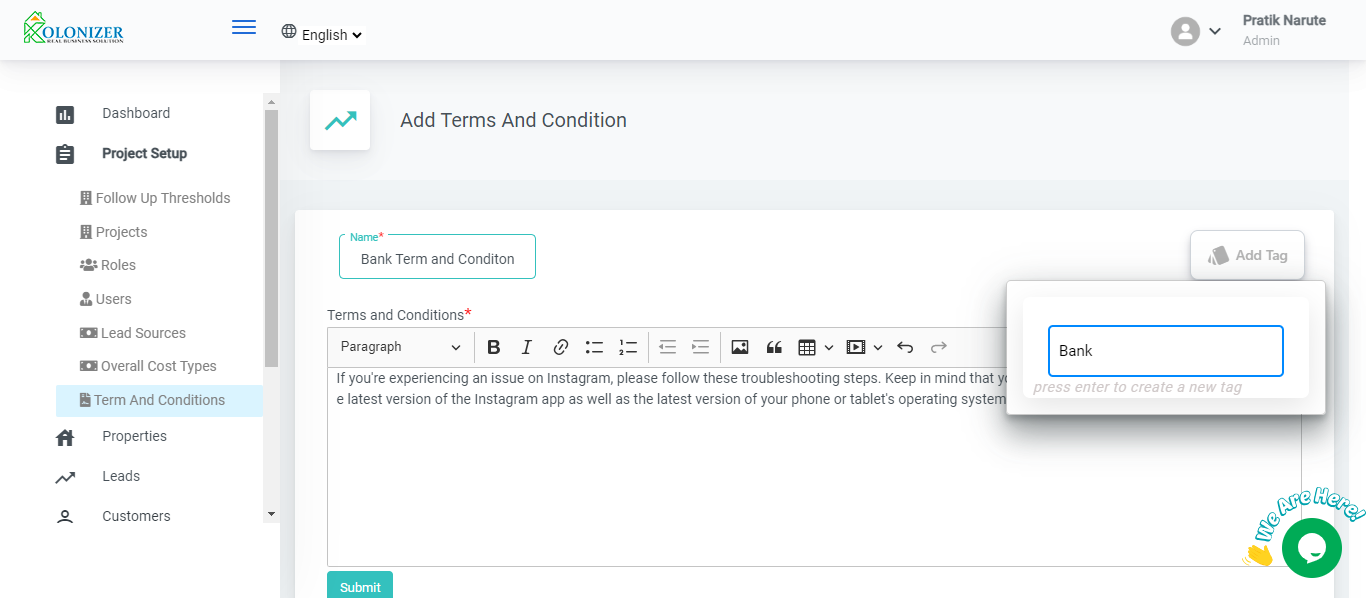 KOLONIZER
REAL BUSINESS SOLUTION
English
Pratik Narute
Admin
Dashboard
Project Setup
Follow Up Thresholds
Projects
Roles
Users
Lead Sources
Overall Cost Types
Term And Conditions
Properties
Leads
Customers
Add Terms And Condition
Name*
Bank Term and Conditon
Add Tag
Bank
press enter to create a new tag
Terms and Conditions*
Paragraph
If you're experiencing an issue on Instagram, please follow these troubleshooting steps. Keep in mind that
e latest version of the Instagram app as well as the latest version of your phone or tablet's operating system
Submit
We Are Here!